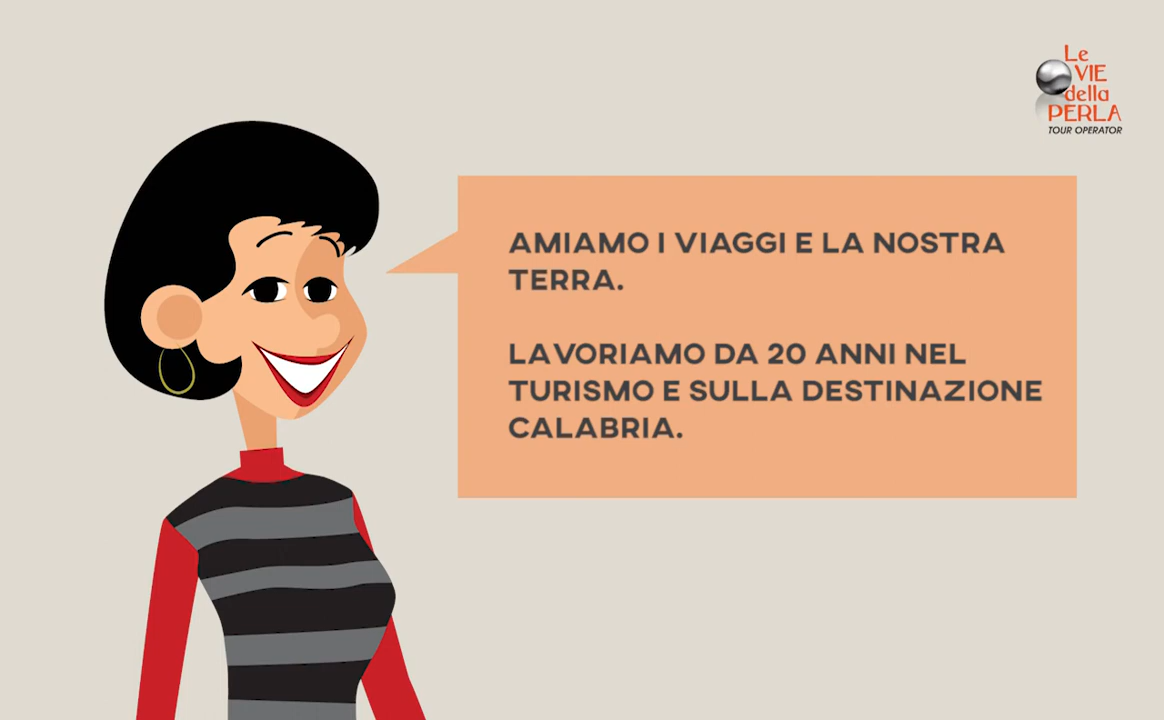 Le
VIE
della
PERLA
TOUR OPERATOR
AMIAMO I VIAGGI E LA NOSTRA
TERRA.
LAVORIAMO DA 20 ANNI NEL
TURISMO E SULLA DESTINAZIONE
CALABRIA.